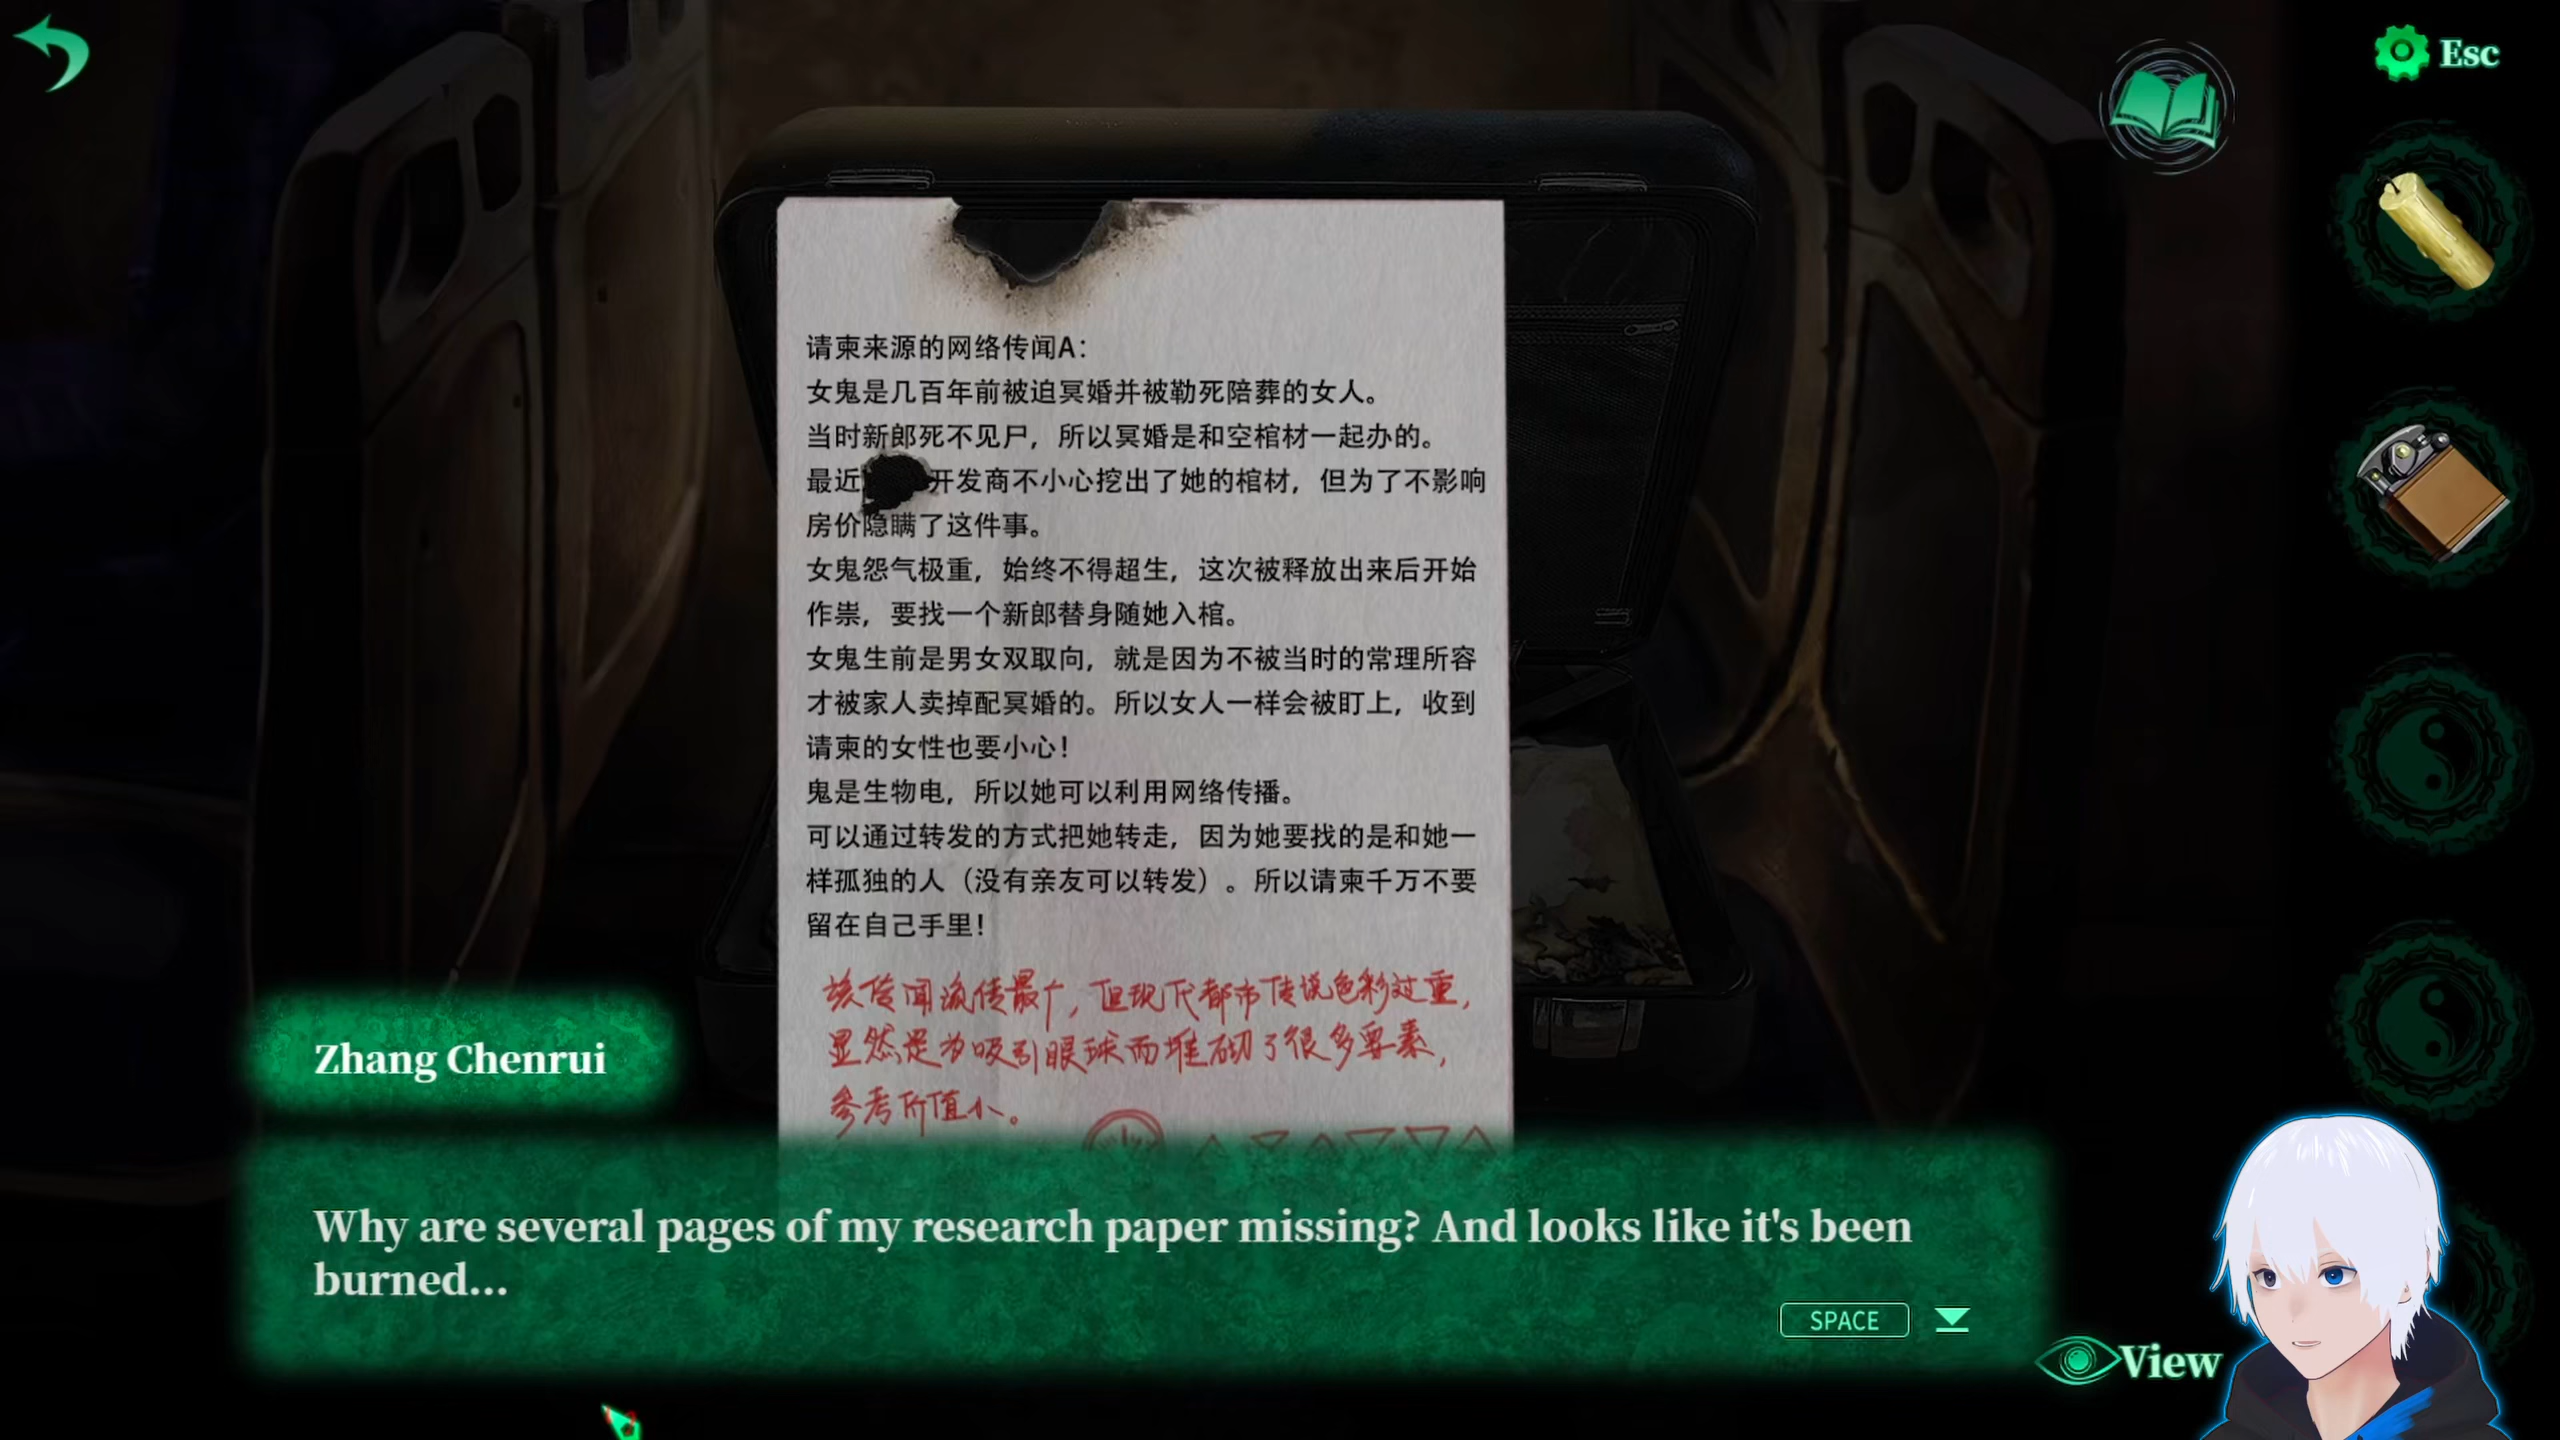 Esc
请柬来源的网络传闻A：
女鬼是几百年前被迫冥婚并被勒死陪葬的女人。
当时新郎死不见尸，所以冥婚是和空棺材一起办的。
最近 开发商不小心挖出了她的棺材，但为了不影响
房价隐瞒了这件事。
女鬼怨气极重，始终不得超生，这次被释放出来后开始
作祟，要找一个新郎替身随她入棺。
女鬼生前是男女双取向，就是因为不被当时的常理所容
才被家人卖掉配冥婚的。所以女人一样会被盯上，收到
请柬的女性也要小心！
鬼是生物电，所以她可以利用网络传播。
可以通过转发的方式把她转走，因为她要找的是和她一
样孤独的人（没有亲友可以转发）。所以请柬千万不要
留在自己手里！
该传闻流传最广，但现代都市传说色彩过重，
显然是为吸引眼球而堆砌了很多要素，
参考价值小。
Zhang Chenrui
Why are several pages of my research paper missing? And looks like it's been
burned...
SPACE
View